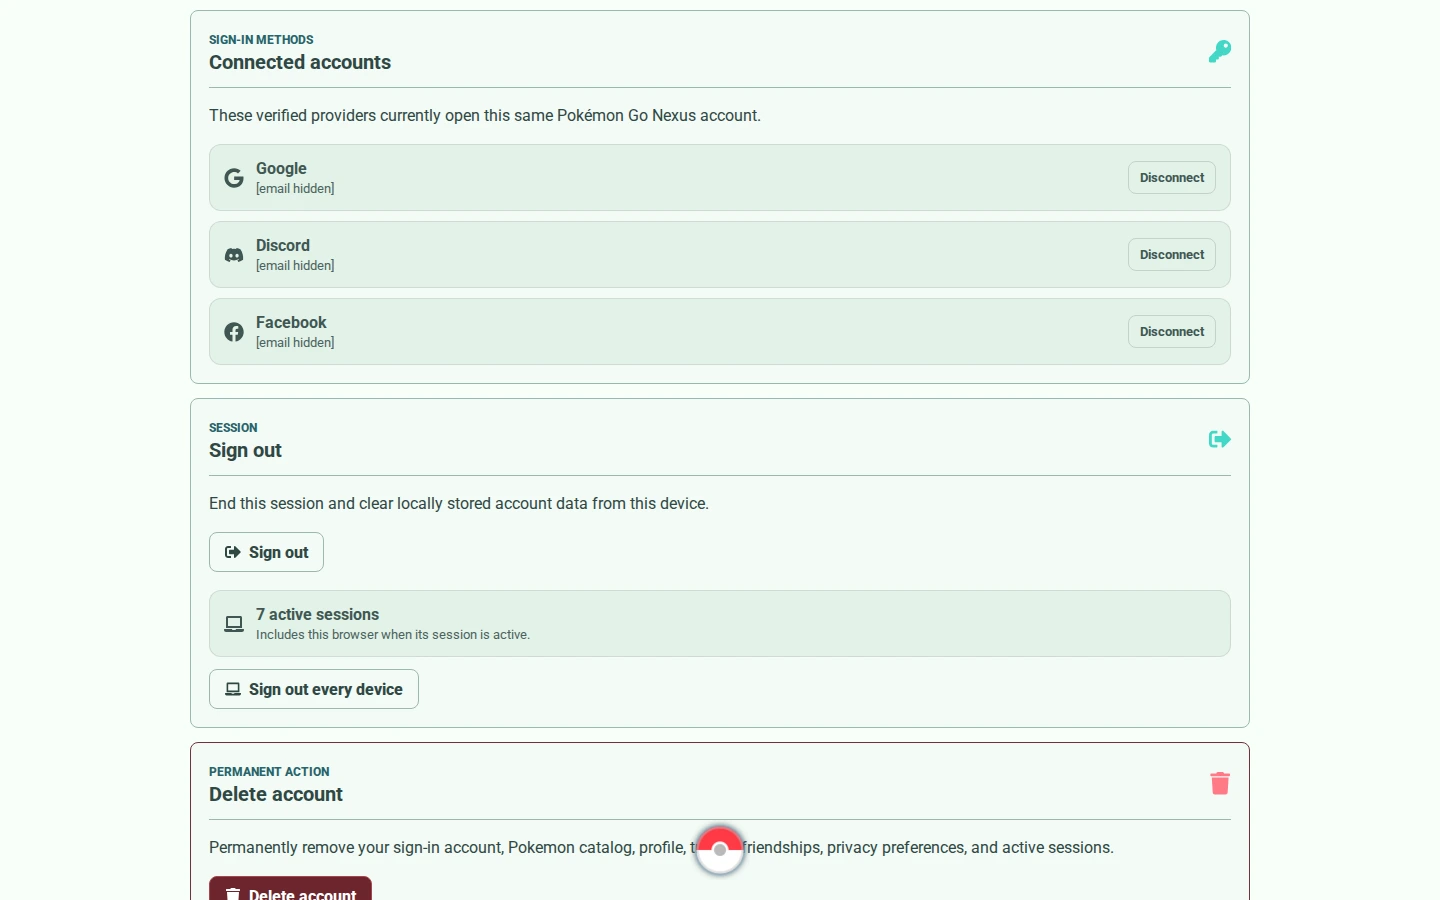 SIGN-IN METHODS
Connected accounts
These verified providers currently open this same Pokémon Go Nexus account.
Google
[email hidden]
Disconnect
Discord
[email hidden]
Disconnect
Facebook
[email hidden]
Disconnect
SESSION
Sign out
End this session and clear locally stored account data from this device.
Sign out
7 active sessions
Includes this browser when its session is active.
Sign out every device
PERMANENT ACTION
Delete account
Permanently remove your sign-in account, Pokemon catalog, profile, friendships, privacy preferences, and active sessions.
Delete account